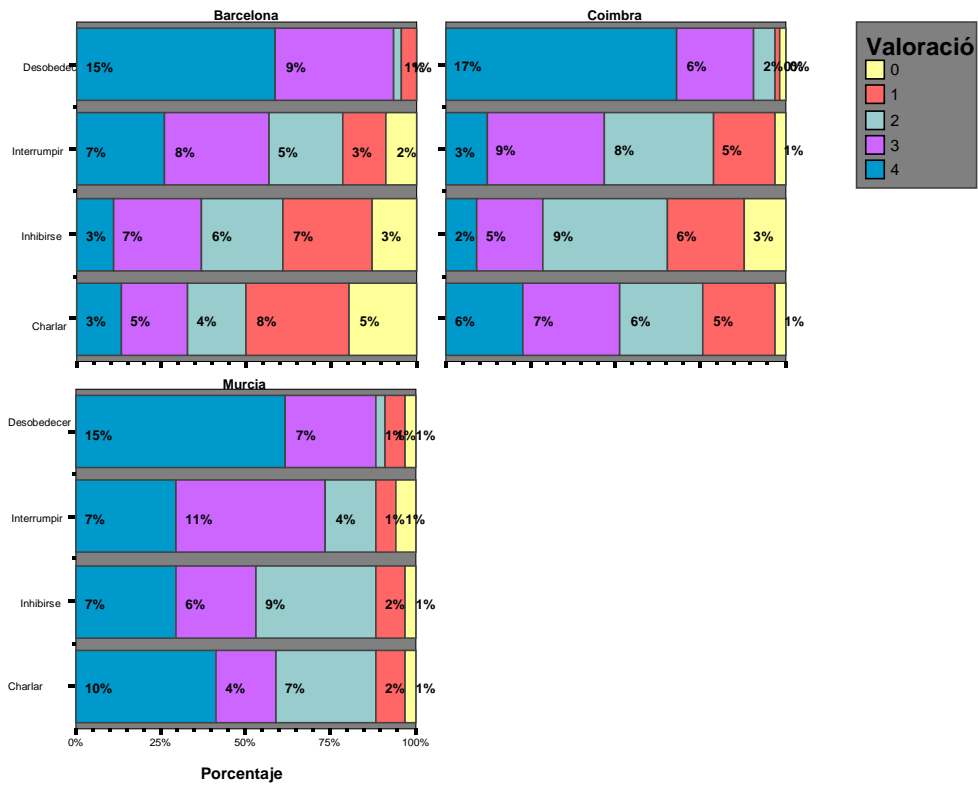 Barcelona
Desobedec 15% 9% 1%
Interrumpir 7% 8% 5% 3% 2%
Inhibirse 3% 7% 6% 7% 3%
Charlar 3% 5% 4% 8% 5%
Coimbra
17% 6% 2% 0%
3% 9% 8% 5% 1%
2% 5% 9% 6% 3%
6% 7% 6% 5% 1%
Valoració
0
1
2
3
4
Murcia
Desobedecer 15% 7% 1% 1% 1%
Interrumpir 7% 11% 4% 1% 1%
Inhibirse 7% 6% 9% 2% 1%
Charlar 10% 4% 7% 2% 1%
0% 25% 50% 75% 100%
Porcentaje